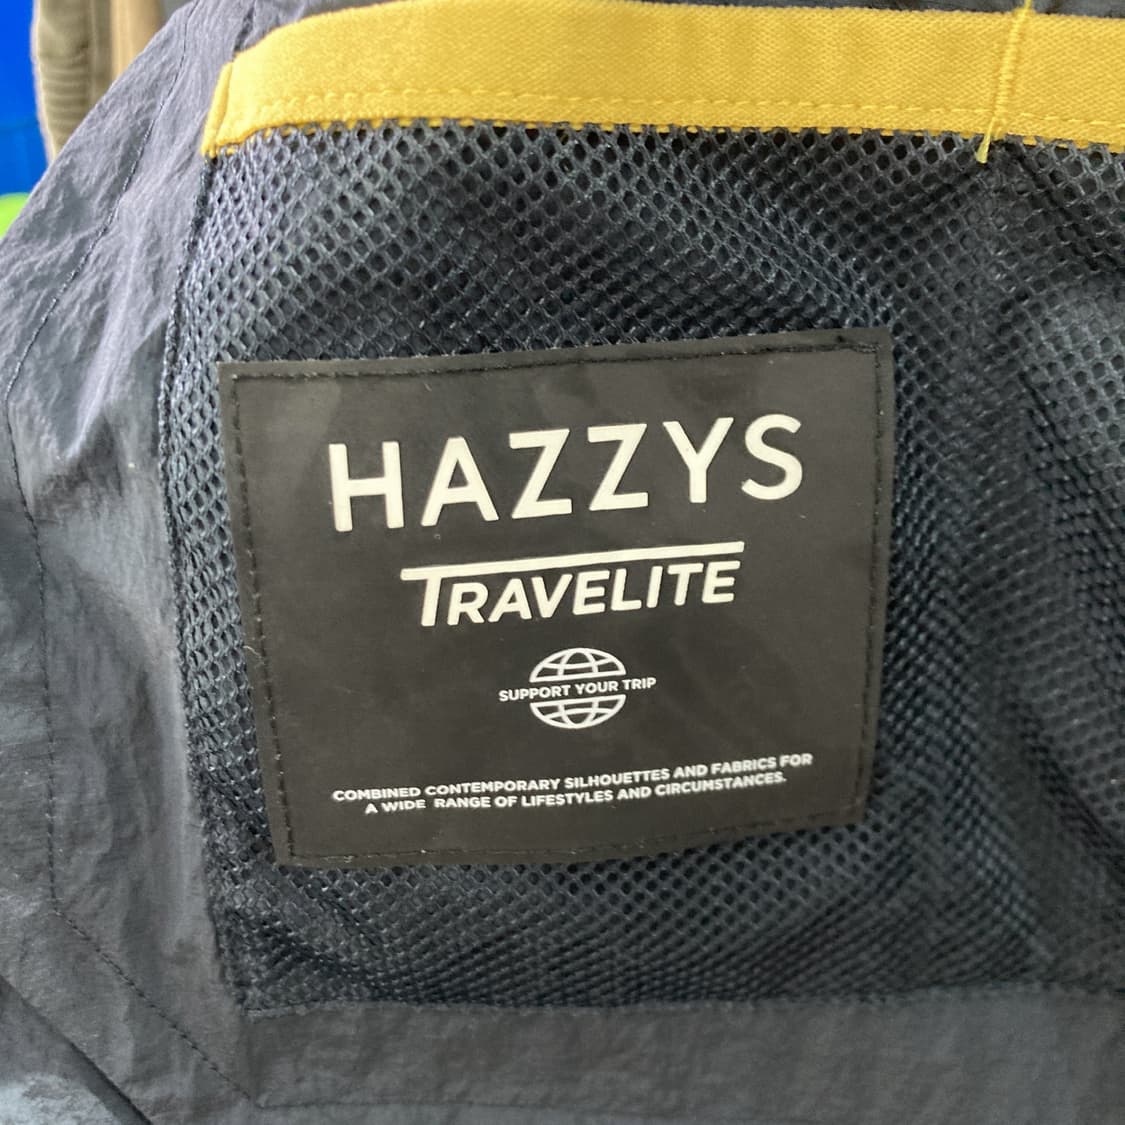 HAZZYS
TRAVELITE
SUPPORT YOUR TRIP
COMBINED CONTEMPORARY SILHOUETTES AND FABRICS FOR
A WIDE RANGE OF LIFESTYLES AND CIRCUMSTANCES.